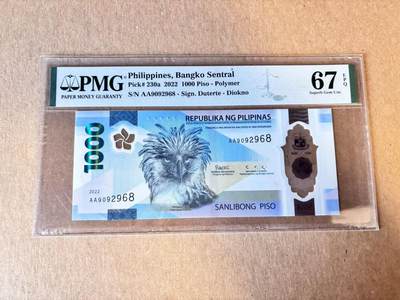 PMG
PAPER MONEY GUARANTY
Philippines, Bangko Sentral
Pick# 230a 2022 1000 Piso - Polymer
S/N AA9092968 - Sign. Duterte - Diokno
67 EPQ
Superb Gem Unc
1000
REPUBLIKA NG PILIPINAS
AA9092968
2022
AA9092968
SANLIBONG PISO